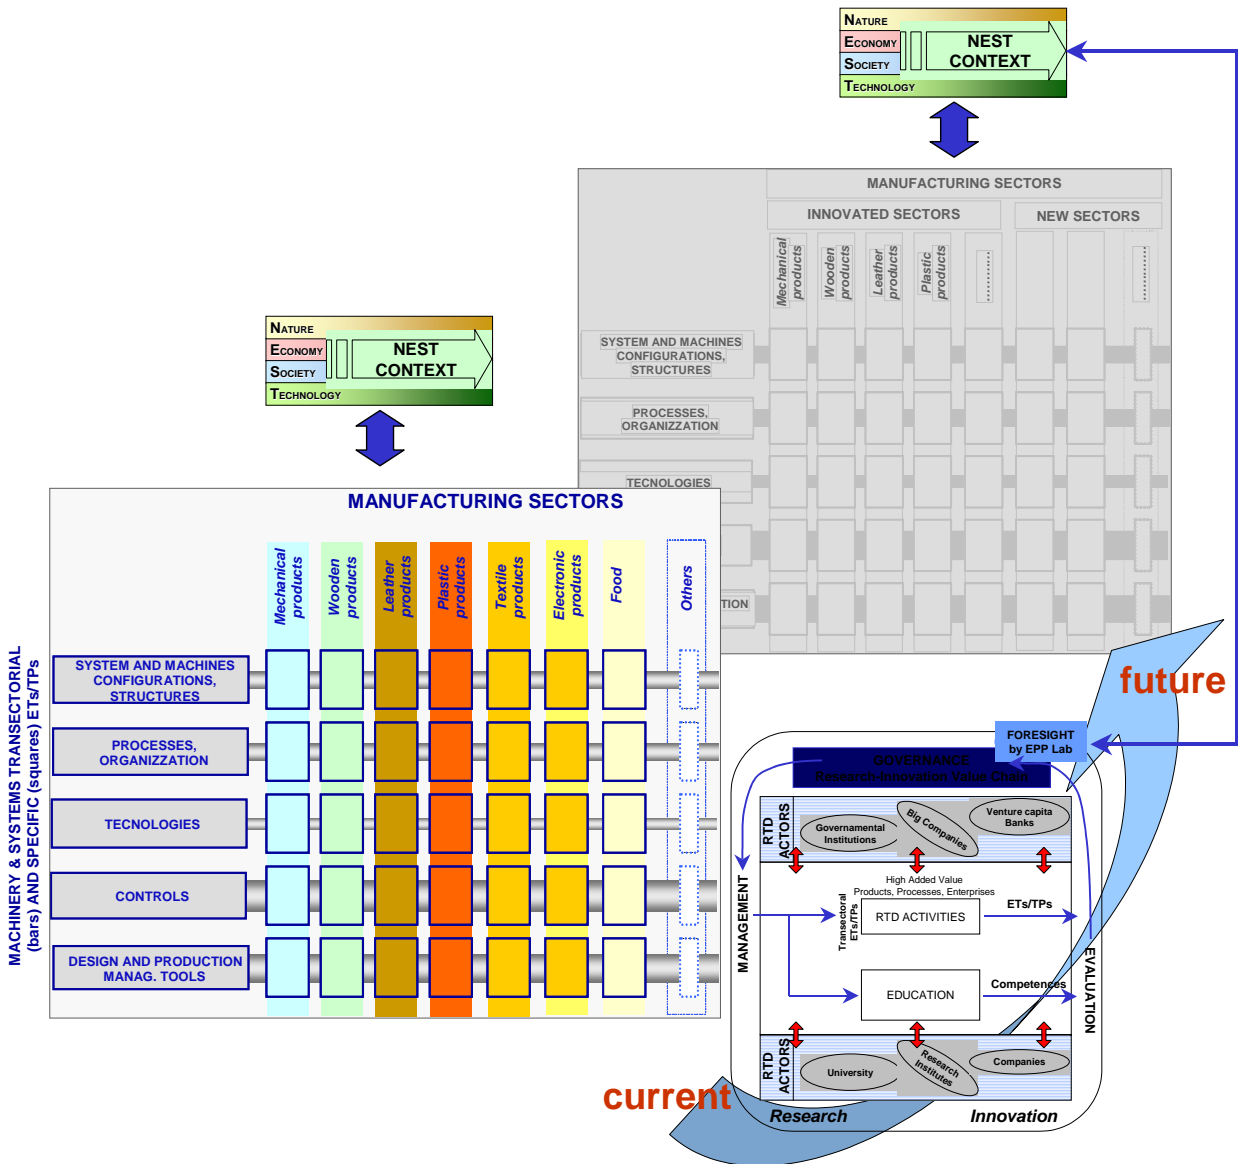 NATURE
ECONOMY
SOCIETY
TECHNOLOGY
NEST
CONTEXT
MANUFACTURING SECTORS
INNOVATED SECTORS
NEW SECTORS
Mechanical
products
Wooden
products
Leather
products
Plastic
products
..........
..........
SYSTEM AND MACHINES
CONFIGURATIONS,
STRUCTURES
PROCESSES,
ORGANIZZATION
TECNOLOGIES
TION
NATURE
ECONOMY
SOCIETY
TECHNOLOGY
NEST
CONTEXT
MANUFACTURING SECTORS
Mechanical
products
Wooden
products
Leather
products
Plastic
products
Textile
products
Electronic
products
Food
Others
MACHINERY & SYSTEMS TRANSECTORIAL
(bars) AND SPECIFIC (squares) ETs/TPs
SYSTEM AND MACHINES
CONFIGURATIONS,
STRUCTURES
PROCESSES,
ORGANIZZATION
TECNOLOGIES
CONTROLS
DESIGN AND PRODUCTION
MANAG. TOOLS
future
FORESIGHT
by EPP Lab
GOVERNANCE
Research-Innovation Value Chain
RTD
ACTORS
Governamental
Institutions
Big Companies
Venture capita
Banks
High Added Value
Products, Processes, Enterprises
MANAGEMENT
Transectoral
ETs/TPs
RTD ACTIVITIES
ETs/TPs
EDUCATION
Competences
EVALUATION
RTD
ACTORS
University
Research
Institutes
Companies
current
Research
Innovation